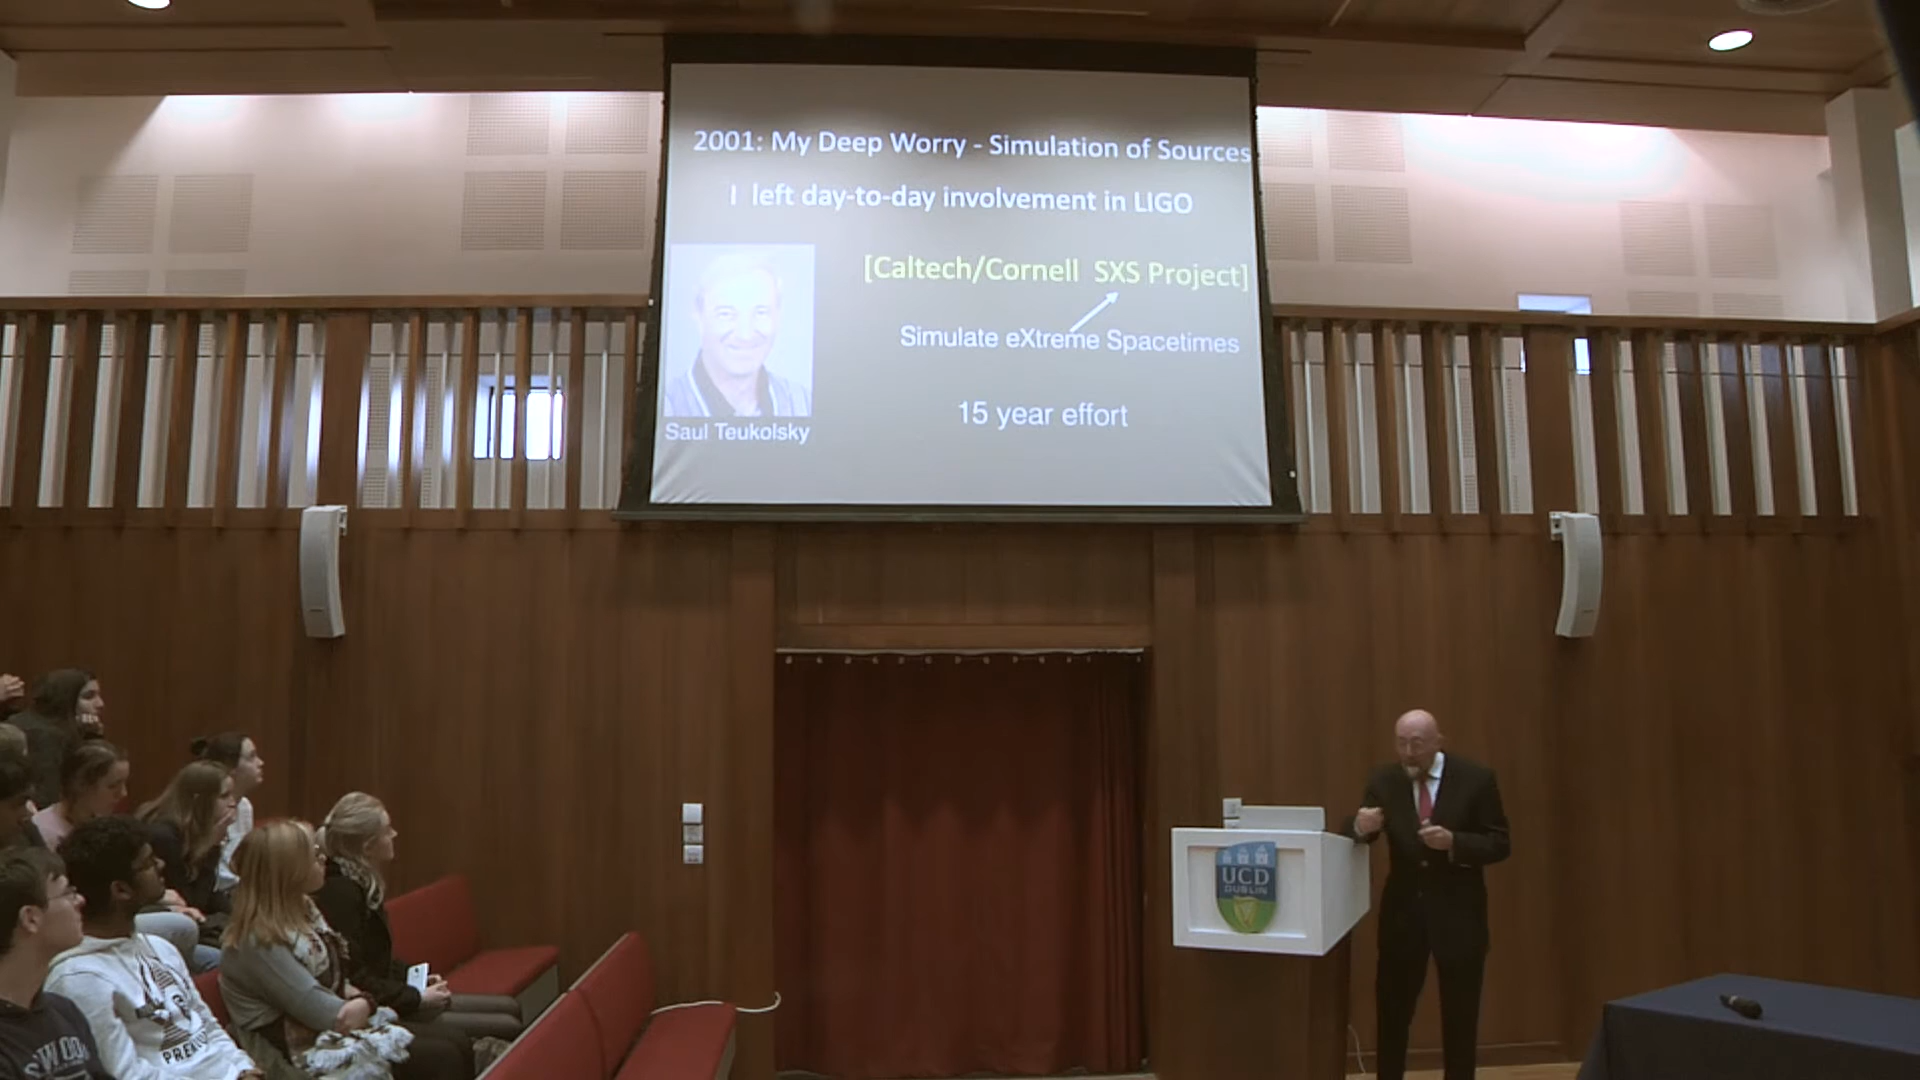 2001: My Deep Worry - Simulation of Sources
I left day-to-day involvement in LIGO
[Caltech/Cornell SXS Project]
Simulate eXtreme Spacetimes
15 year effort
Saul Teukolsky
UCD
DUBLIN